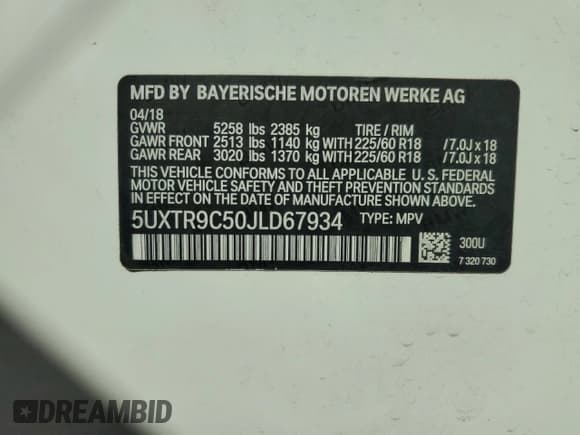 MFD BY BAYERISCHE MOTOREN WERKE AG
04/18
GVWR 5258 lbs 2385 kg TIRE / RIM
GAWR FRONT 2513 lbs 1140 kg WITH 225/60 R18 /7.0J x 18
GAWR REAR 3020 lbs 1370 kg WITH 225/60 R18 /7.0J x 18
THIS VEHICLE CONFORMS TO ALL APPLICABLE U. S. FEDERAL
MOTOR VEHICLE SAFETY AND THEFT PREVENTION STANDARDS
IN EFFECT ON THE DATE OF MANUFACTURE SHOWN ABOVE.
5UXTR9C50JLD67934 TYPE: MPV
300U
7 320 730
DREAMBID